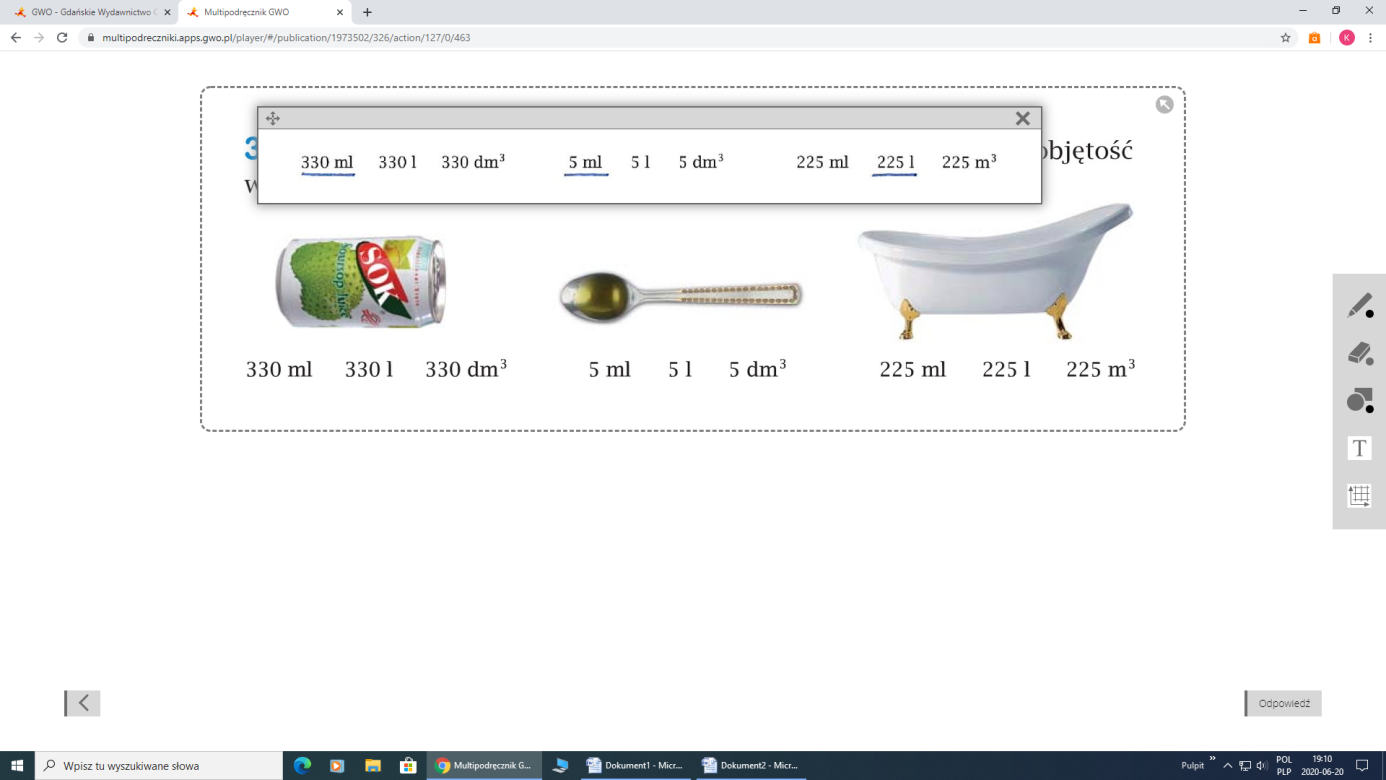 GWO - Gdańskie Wydawnictwo O
Multipodręcznik GWO
multipodreczniki.apps.gwo.pl/player/#/publication/1973502/326/action/127/0/463
K
3
330 ml 330 l 330 dm³ 5 ml 5 l 5 dm³ 225 ml 225 l 225 m³
objętość
w
SOK
soursop juice
330 ml 330 l 330 dm³ 5 ml 5 l 5 dm³ 225 ml 225 l 225 m³
T
Odpowiedź
Wpisz tu wyszukiwane słowa
Multipodręcznik G...
Dokument1 - Micr...
Dokument2 - Micr...
Pulpit »
POL
PLP
19:10
2020-06-20